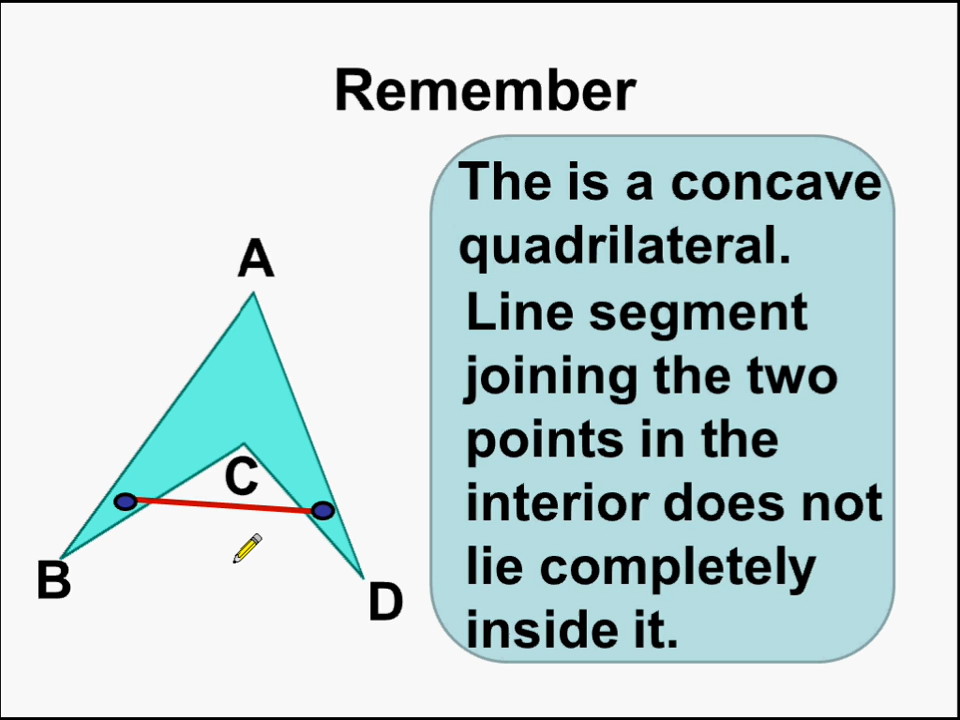 Remember
The is a concave
quadrilateral.
Line segment
joining the two
points in the
interior does not
lie completely
inside it.
A
C
B
D